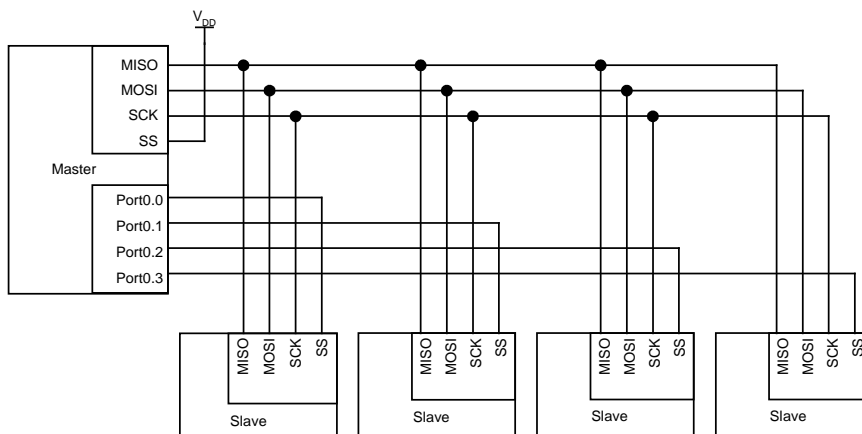 VDD
MISO
MOSI
SCK
SS
Master
Port0.0
Port0.1
Port0.2
Port0.3
MISO MOSI SCK SS
Slave
MISO MOSI SCK SS
Slave
MISO MOSI SCK SS
Slave
MISO MOSI SCK SS
Slave